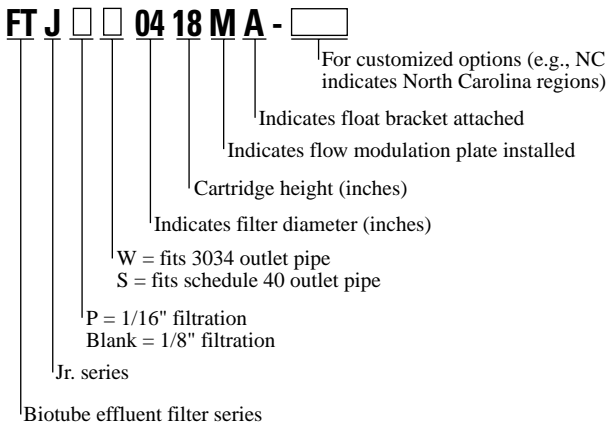 FT J 04 18 M A -
For customized options (e.g., NC
indicates North Carolina regions)
Indicates float bracket attached
Indicates flow modulation plate installed
Cartridge height (inches)
Indicates filter diameter (inches)
W = fits 3034 outlet pipe
S = fits schedule 40 outlet pipe
P = 1/16" filtration
Blank = 1/8" filtration
Jr. series
Biotube effluent filter series